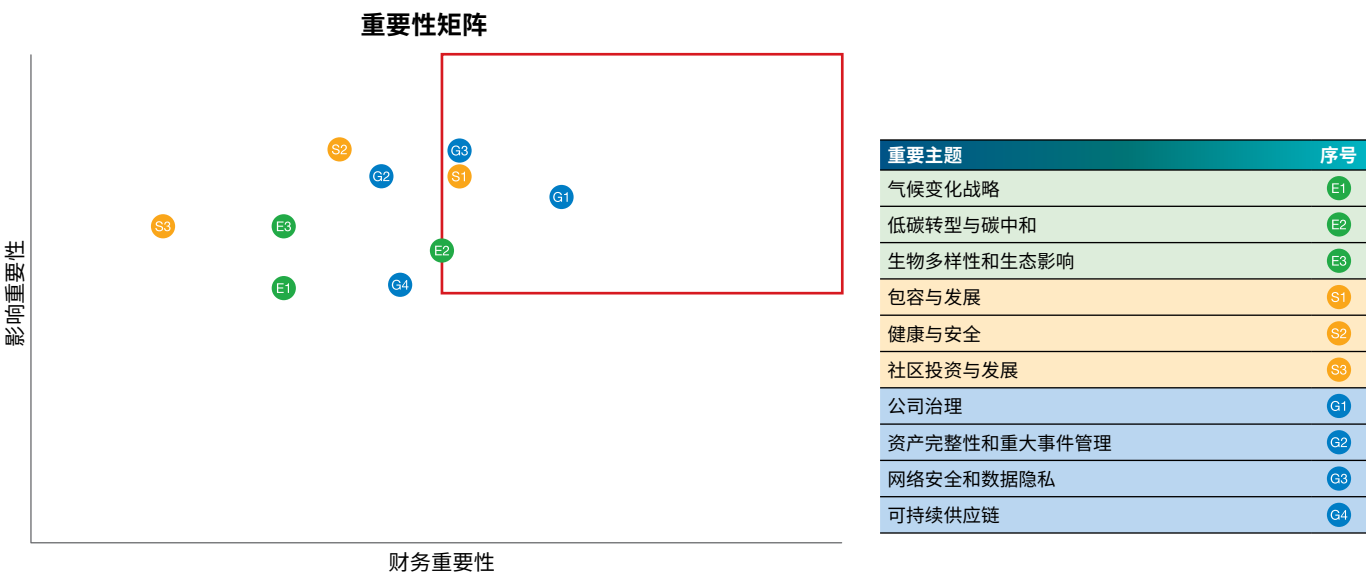 重要性矩阵
S2
G3
G2
S1
G1
S3
E3
E2
G4
E1
影响重要性
财务重要性
重要主题 序号
气候变化战略 E1
低碳转型与碳中和 E2
生物多样性和生态影响 E3
包容与发展 S1
健康与安全 S2
社区投资与发展 S3
公司治理 G1
资产完整性和重大事件管理 G2
网络安全和数据隐私 G3
可持续供应链 G4